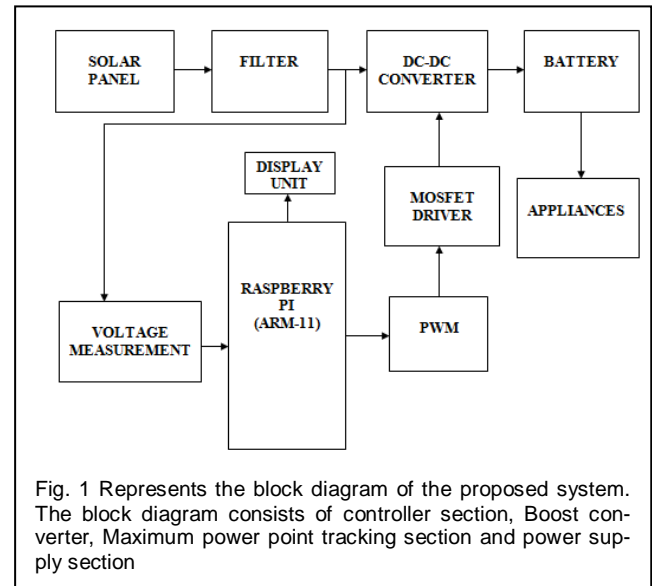 SOLAR
PANEL
FILTER
DC-DC
CONVERTER
BATTERY
DISPLAY
UNIT
MOSFET
DRIVER
APPLIANCES
RASPBERRY
PI
(ARM-11)
VOLTAGE
MEASUREMENT
PWM
Fig. 1 Represents the block diagram of the proposed system.
The block diagram consists of controller section, Boost con-
verter, Maximum power point tracking section and power sup-
ply section